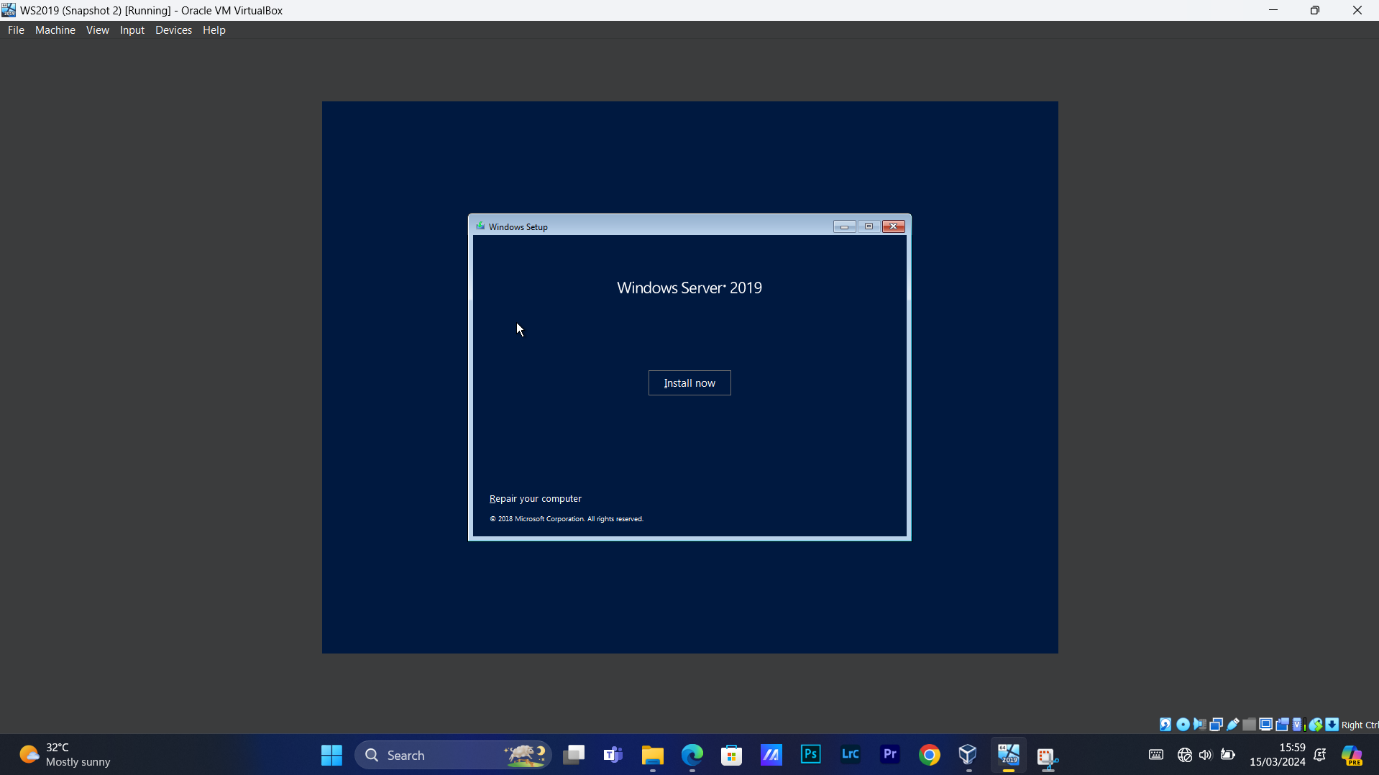 WS2019 (Snapshot 2) [Running] - Oracle VM VirtualBox
File Machine View Input Devices Help
Windows Setup
Windows Server 2019
Install now
Repair your computer
© 2018 Microsoft Corporation. All rights reserved.
Right Ctrl
32°C
Mostly sunny
Search
Ps LrC Pr
2019
15:59
15/03/2024
PRE